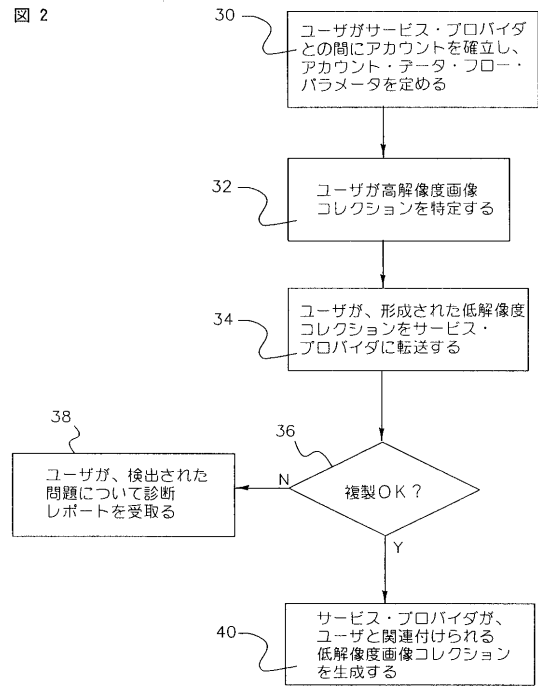 図 2
30
ユーザがサービス・プロバイダ
との間にアカウントを確立し、
アカウント・データ・フロー・
パラメータを定める
32
ユーザが高解像度画像
コレクションを特定する
34
ユーザが、形成された低解像度
コレクションをサービス・
プロバイダに転送する
36
複製OK？
N
Y
38
ユーザが、検出された
問題について診断
レポートを受取る
40
サービス・プロバイダが、
ユーザと関連付けられる
低解像度画像コレクション
を生成する